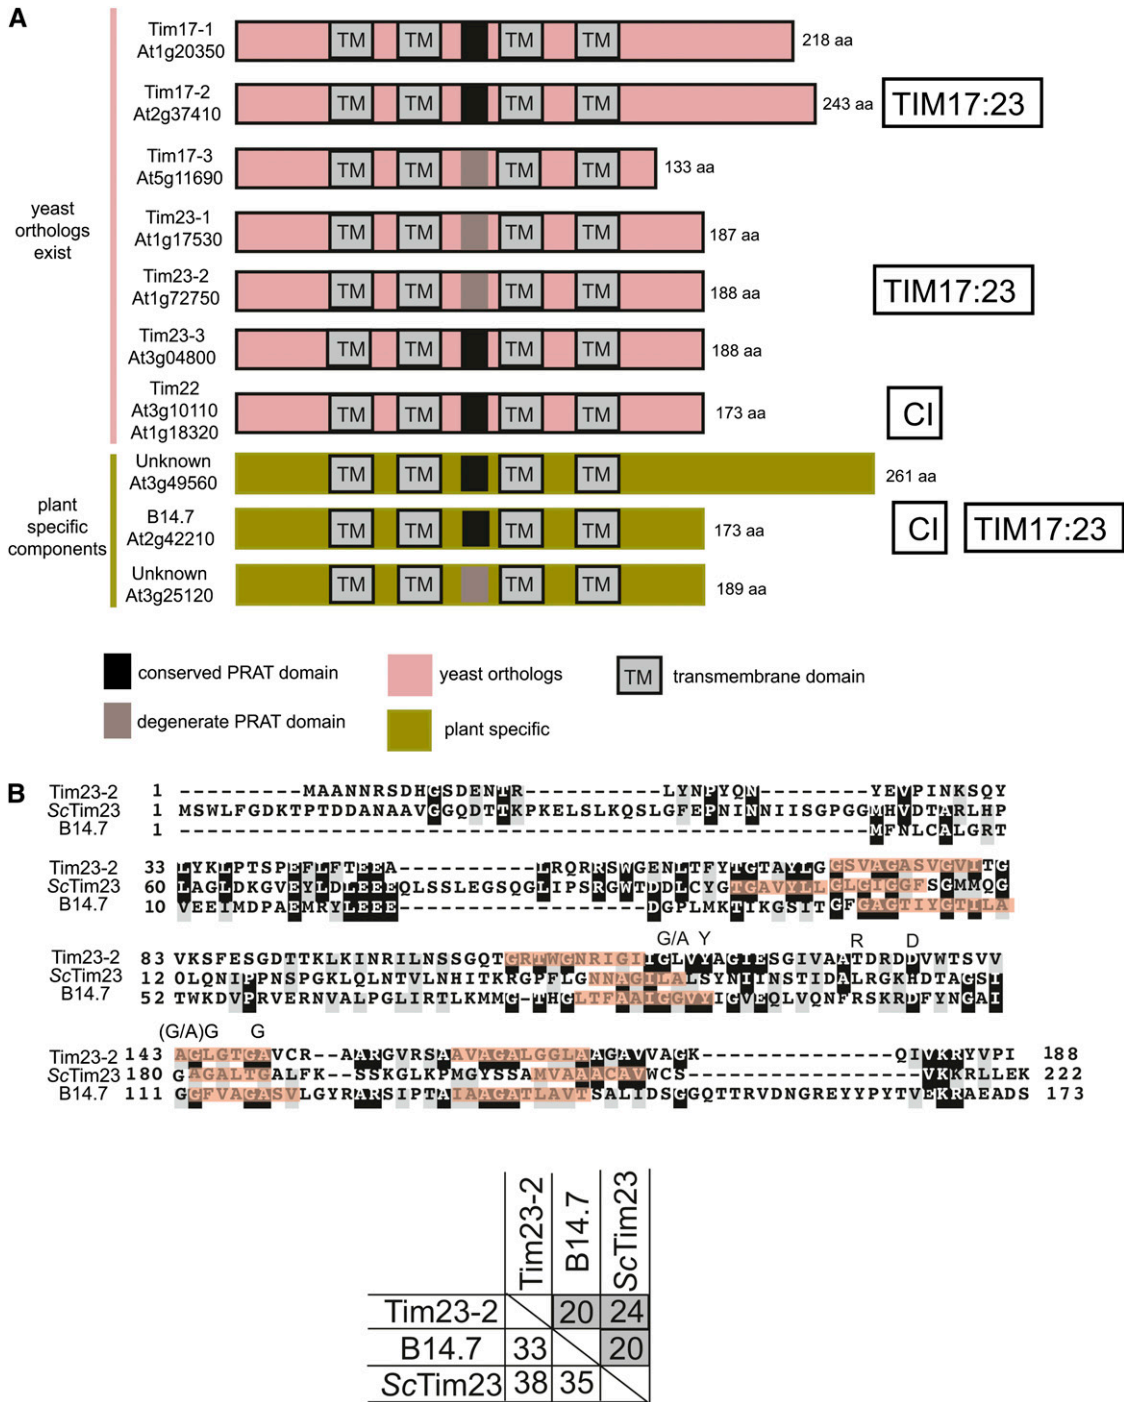 A
Tim17-1
At1g20350
TM TM TM TM
218 aa
Tim17-2
At2g37410
TM TM TM TM
243 aa
TIM17:23
Tim17-3
At5g11690
TM TM TM TM
133 aa
Tim23-1
At1g17530
TM TM TM TM
187 aa
Tim23-2
At1g72750
TM TM TM TM
188 aa
TIM17:23
Tim23-3
At3g04800
TM TM TM TM
188 aa
Tim22
At3g10110
At1g18320
TM TM TM TM
173 aa
CI
yeast
orthologs
exist
Unknown
At3g49560
TM TM TM TM
261 aa
B14.7
At2g42210
TM TM TM TM
173 aa
CI
TIM17:23
Unknown
At3g25120
TM TM TM TM
189 aa
plant
specific
components
conserved PRAT domain
yeast orthologs
TM transmembrane domain
degenerate PRAT domain
plant specific
B
Tim23-2 1 ---------MAANNRSDHGSDENTR----------LYNPYQN------YEVPINKSQY
ScTim23 1 MSWLFGDKTPTDDANAAVGGQDTTKPKELSLKQSLGFEPNINNIISGPGGMHVDTARLHP
B14.7 1 --------------------------------------------------MFNLCALGRT
Tim23-2 33 LYKLPTSPEFLFTEEA----------LRQRRSWGENLTFYTGTAYLGGSVAGASVGVITG
ScTim23 60 LAGLDKGVEYLDLEEEQLSSLEGSQGLIPSRGWTDDLCYGTGAVYLLGLGIGGFSGMMQG
B14.7 10 VEEIMDPAEMRYLEEE------------------DGPLMKTIKGSITGFGAGTIYGTILA
G/A Y R D
Tim23-2 83 VKSFESGDTTKLKINRILNSSGQTGRTWGNRIGIIGLVYAGIESGIVAATDRDDVWTSVV
ScTim23 120 LQNIPPNSPGKLQLNTVLNHITKRGPFLGNNAGILALSYNIINSTIDALRGKHDTAGSI
B14.7 52 TWKDVPRVERNVALPGLIRTLKMMG-THGLTFAAIGGVYIGVEQLVQNFRSKRDFYNGAI
(G/A)G G
Tim23-2 143 AGLGTGAVCR--AARGVRSAAVAGALGGLAAGAVVAGK--------------QIVKRYVPI 188
ScTim23 180 GAGALTGALFK--SSKGLKPMGYSSAMVAAACAVWCS----------------VKKRLLEK 222
B14.7 111 GGFVAGASVLGYRARSIPTAIAAGATLAVTSALIDSGGQTTRVDNGREYYPYTVEKRAEADS 173
Tim23-2 B14.7 ScTim23
Tim23-2 20 24
B14.7 33 20
ScTim23 38 35